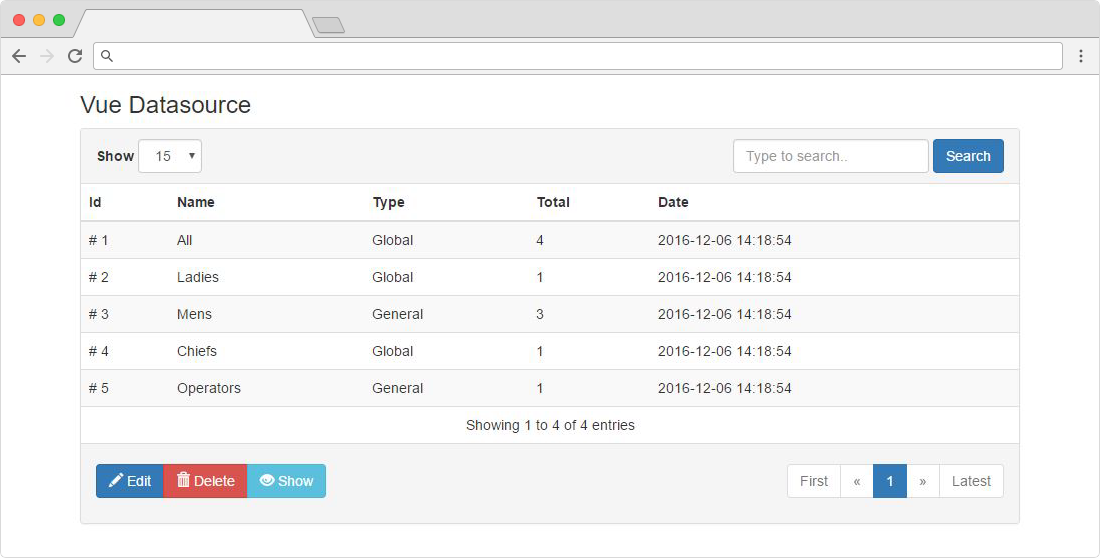 Vue Datasource
Show 15 Type to search.. Search
Id Name Type Total Date
# 1 All Global 4 2016-12-06 14:18:54
# 2 Ladies Global 1 2016-12-06 14:18:54
# 3 Mens General 3 2016-12-06 14:18:54
# 4 Chiefs Global 1 2016-12-06 14:18:54
# 5 Operators General 1 2016-12-06 14:18:54
Showing 1 to 4 of 4 entries
Edit Delete Show First « 1 » Latest